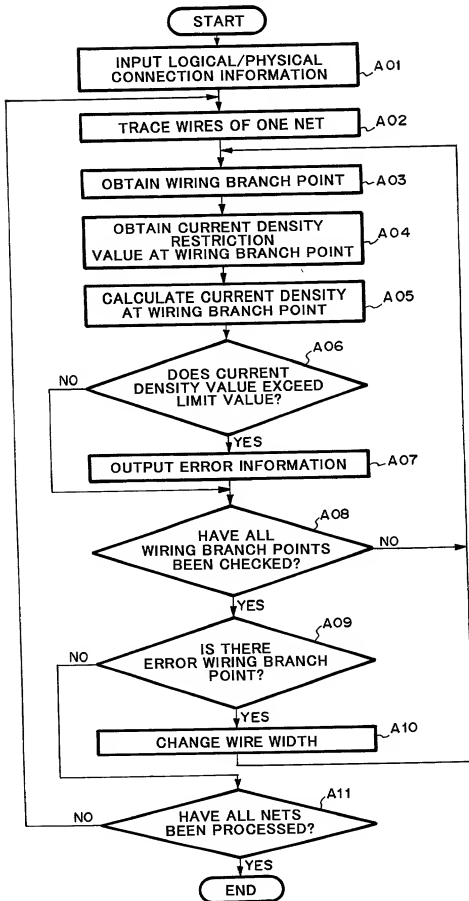 START
INPUT LOGICAL/PHYSICAL
CONNECTION INFORMATION
A01
TRACE WIRES OF ONE NET
A02
OBTAIN WIRING BRANCH POINT
A03
OBTAIN CURRENT DENSITY
RESTRICTION
VALUE AT WIRING BRANCH POINT
A04
CALCULATE CURRENT DENSITY
AT WIRING BRANCH POINT
A05
A06
DOES CURRENT
DENSITY VALUE EXCEED
LIMIT VALUE?
NO
YES
OUTPUT ERROR INFORMATION
A07
A08
HAVE ALL
WIRING BRANCH POINTS
BEEN CHECKED?
NO
YES
A09
IS THERE
ERROR WIRING BRANCH
POINT?
NO
YES
CHANGE WIRE WIDTH
A10
A11
HAVE ALL NETS
BEEN PROCESSED?
NO
YES
END